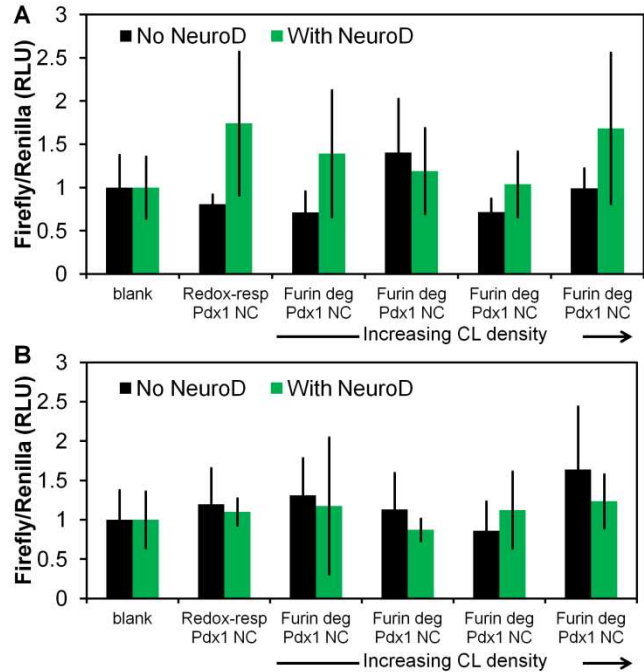 A
Firefly/Renilla (RLU)
3
2.5
2
1.5
1
0.5
0
No NeuroD With NeuroD
blank Redox-resp Furin deg Furin deg Furin deg Furin deg
Pdx1 NC Pdx1 NC Pdx1 NC Pdx1 NC Pdx1 NC
Increasing CL density
B
Firefly/Renilla (RLU)
3
2.5
2
1.5
1
0.5
0
No NeuroD With NeuroD
blank Redox-resp Furin deg Furin deg Furin deg Furin deg
Pdx1 NC Pdx1 NC Pdx1 NC Pdx1 NC Pdx1 NC
Increasing CL density